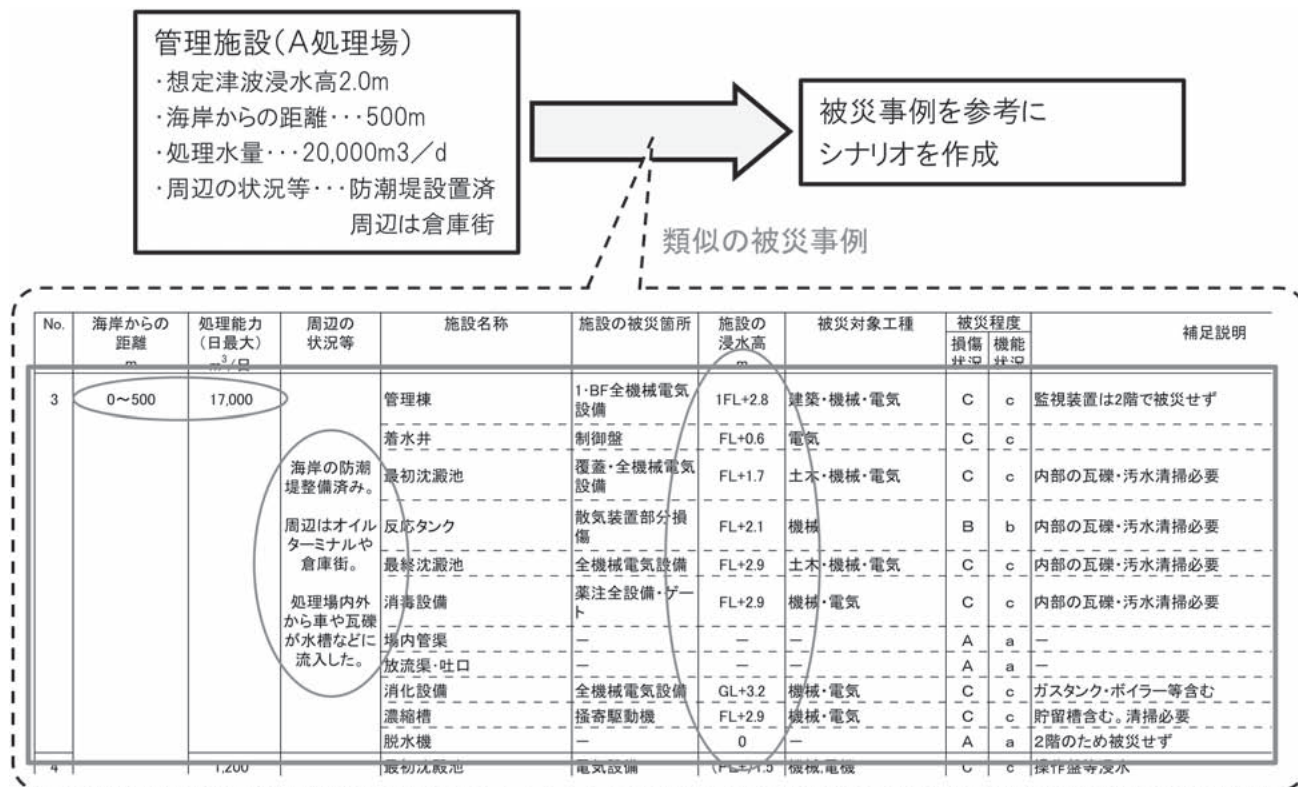 管理施設（A処理場）
・想定津波浸水高2.0m
・海岸からの距離・・・500m
・処理水量・・・20,000m3／d
・周辺の状況等・・・防潮堤設置済
周辺は倉庫街
被災事例を参考に
シナリオを作成
類似の被災事例
No. 海岸からの距離 m 処理能力（日最大） m³/日 周辺の状況等 施設名称 施設の被災箇所 施設の浸水高 m 被災対象工種 被災程度 損傷状況 機能状況 補足説明
3 0～500 17,000 管理棟 1・BF全機械電気設備 1FL+2.8 建築・機械・電気 C c 監視装置は2階で被災せず
着水井 制御盤 FL+0.6 電気 C c
海岸の防潮堤整備済み。
最初沈澱池 覆蓋・全機械電気設備 FL+1.7 土木・機械・電気 C c 内部の瓦礫・汚水清掃必要
周辺はオイルターミナルや倉庫街。
反応タンク 散気装置部分損傷 FL+2.1 機械 B b 内部の瓦礫・汚水清掃必要
最終沈澱池 全機械電気設備 FL+2.9 土木・機械・電気 C c 内部の瓦礫・汚水清掃必要
処理場内外から車や瓦礫が水槽などに流入した。
消毒設備 薬注全設備・ゲート FL+2.9 機械・電気 C c 内部の瓦礫・汚水清掃必要
場内管渠 － － － A a －
放流渠・吐口 － － － A a －
消化設備 全機械電気設備 GL+3.2 機械・電気 C c ガスタンク・ボイラー等含む
濃縮槽 掻寄駆動機 FL+2.9 機械・電気 C c 貯留槽含む。清掃必要
脱水機 － 0 － A a 2階のため被災せず
4 1,200 最初沈殿池 電気設備 機械,電機 C c 操作盤等浸水